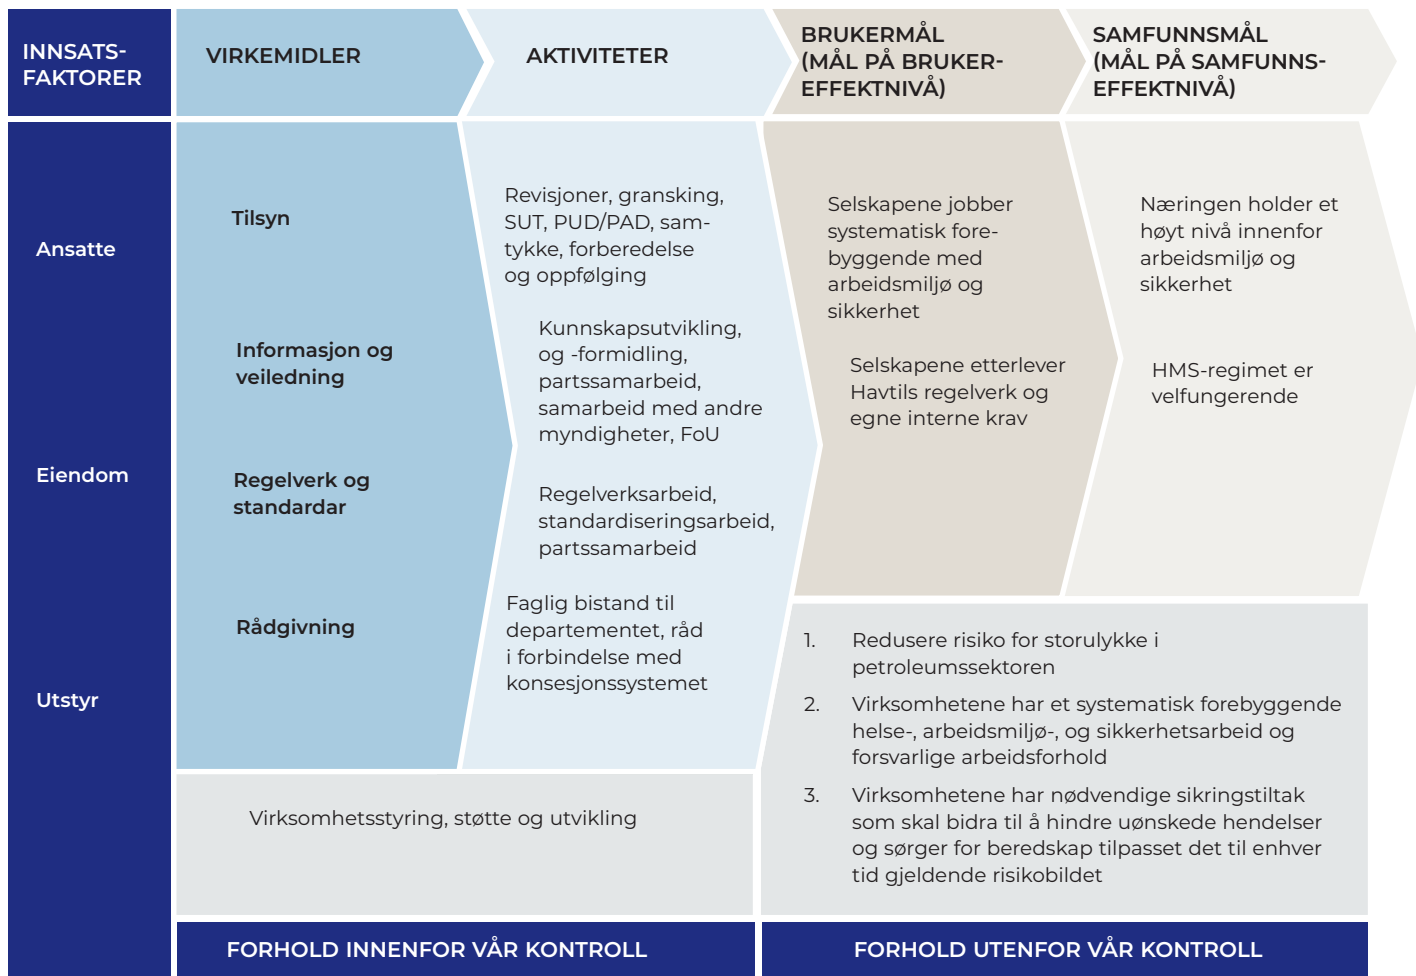 INNSATS-
FAKTORER
VIRKEMIDLER
AKTIVITETER
BRUKERMÅL
(MÅL PÅ BRUKER-
EFFEKTNIVÅ)
SAMFUNNSMÅL
(MÅL PÅ SAMFUNNS-
EFFEKTNIVÅ)
Ansatte
Eiendom
Utstyr
Tilsyn
Informasjon og
veiledning
Regelverk og
standardar
Rådgivning
Revisjoner, gransking,
SUT, PUD/PAD, sam-
tykke, forberedelse
og oppfølging
Kunnskapsutvikling,
og -formidling,
partssamarbeid,
samarbeid med andre
myndigheter, FoU
Regelverksarbeid,
standardiseringsarbeid,
partssamarbeid
Faglig bistand til
departementet, råd
i forbindelse med
konsesjonssystemet
Selskapene jobber
systematisk fore-
byggende med
arbeidsmiljø og
sikkerhet
Selskapene etterlever
Havtils regelverk og
egne interne krav
Næringen holder et
høyt nivå innenfor
arbeidsmiljø og
sikkerhet
HMS-regimet er
velfungerende
Virksomhetsstyring, støtte og utvikling
1. Redusere risiko for storulykke i
petroleumssektoren
2. Virksomhetene har et systematisk forebyggende
helse-, arbeidsmiljø-, og sikkerhetsarbeid og
forsvarlige arbeidsforhold
3. Virksomhetene har nødvendige sikringstiltak
som skal bidra til å hindre uønskede hendelser
og sørger for beredskap tilpasset det til enhver
tid gjeldende risikobildet
FORHOLD INNENFOR VÅR KONTROLL
FORHOLD UTENFOR VÅR KONTROLL